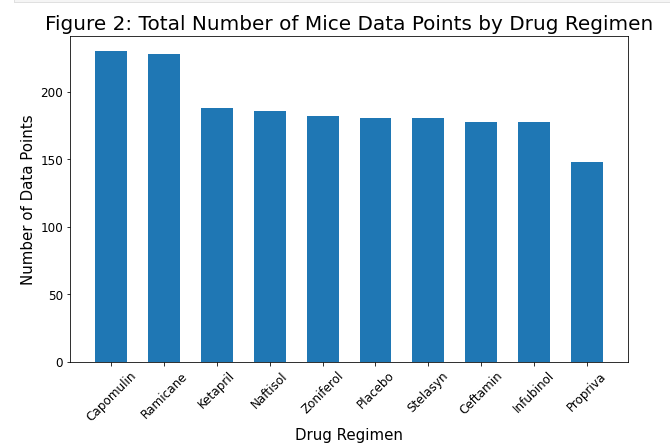 Figure 2: Total Number of Mice Data Points by Drug Regimen
Number of Data Points
200
150
100
50
0
Capomulin
Ramicane
Ketapril
Naftisol
Zoniferol
Placebo
Stelasyn
Ceftamin
Infubinol
Propriva
Drug Regimen